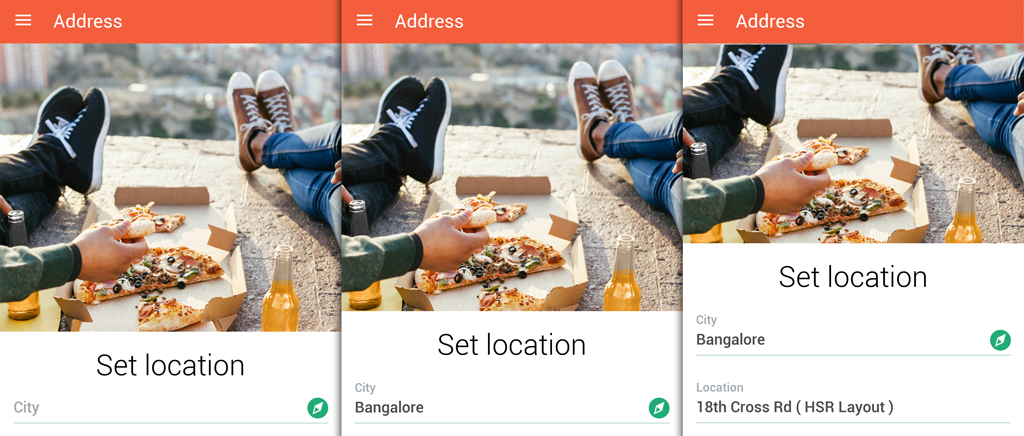 Address
Set location
City
Address
Set location
City
Bangalore
Address
Set location
City
Bangalore
Location
18th Cross Rd ( HSR Layout )